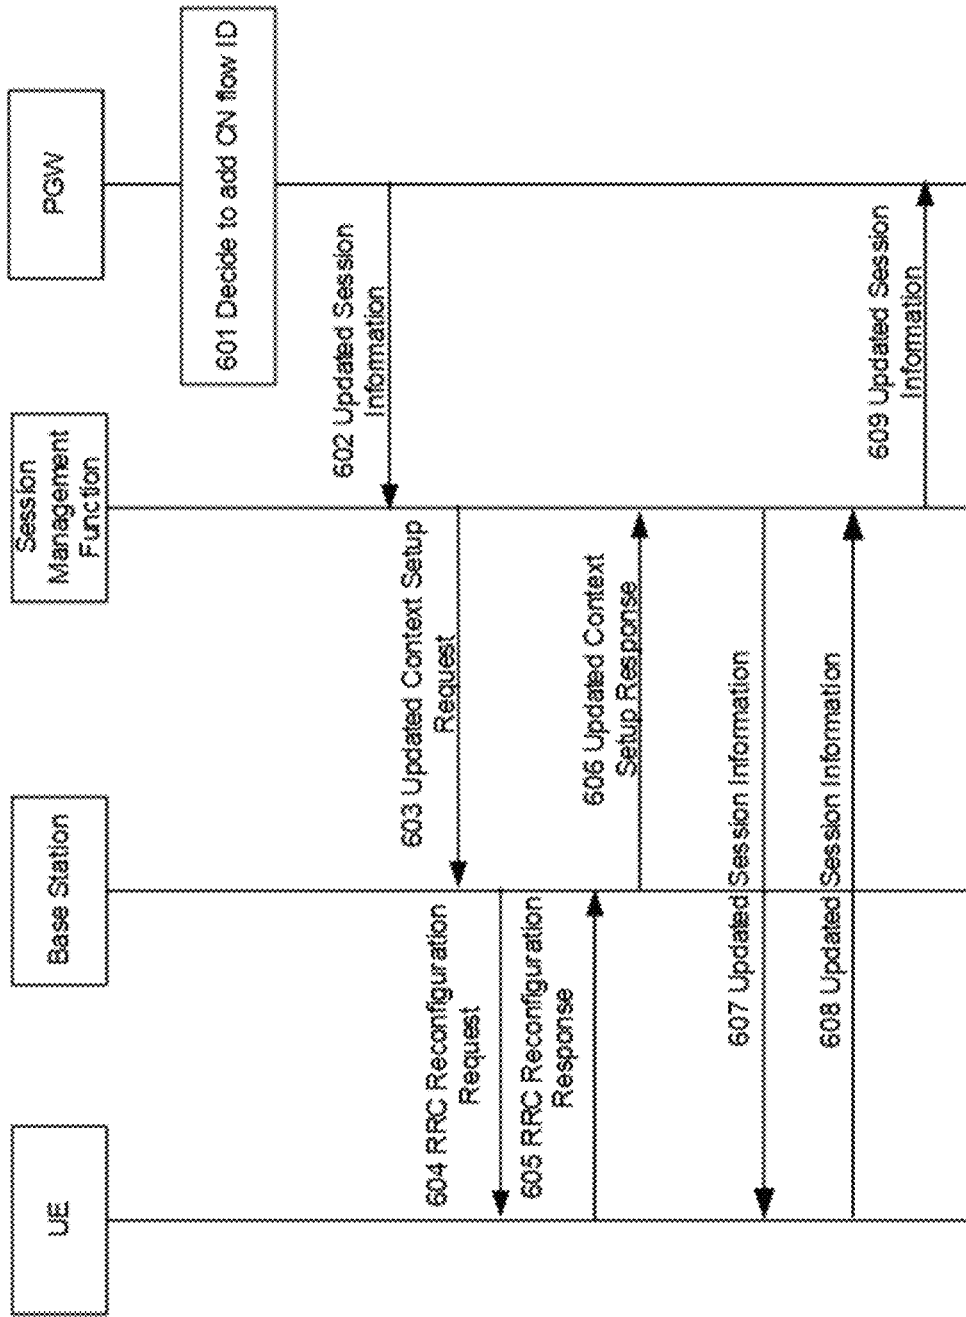 UE
Base Station
Session
Management
Function
PGW
601 Decide to add CN flow ID
602 Updated Session
Information
603 Updated Context Setup
Request
604 RRC Reconfiguration
Request
605 RRC Reconfiguration
Response
606 Updated Context
Setup Response
607 Updated Session Information
608 Updated Session Information
609 Updated Session
Information